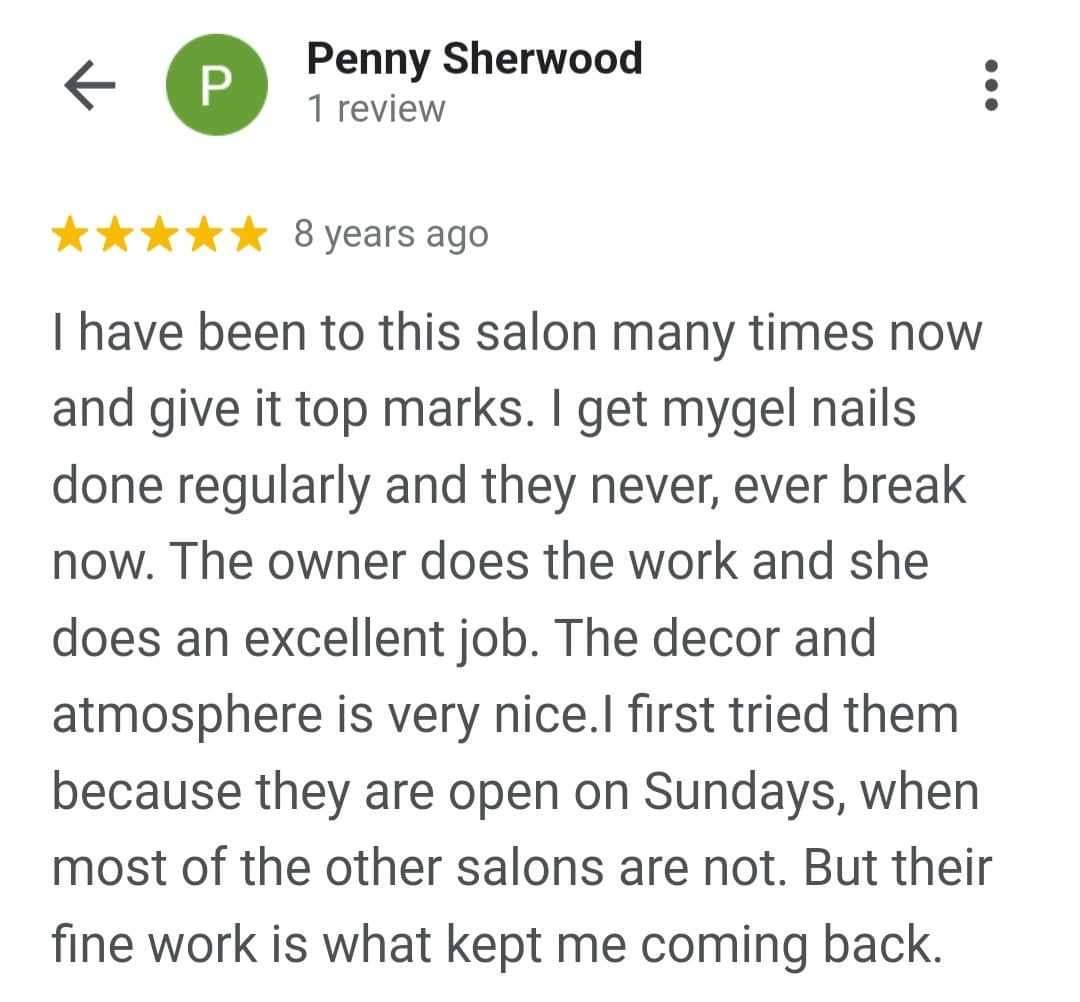 P
Penny Sherwood
1 review
8 years ago
I have been to this salon many times now
and give it top marks. I get mygel nails
done regularly and they never, ever break
now. The owner does the work and she
does an excellent job. The decor and
atmosphere is very nice.I first tried them
because they are open on Sundays, when
most of the other salons are not. But their
fine work is what kept me coming back.